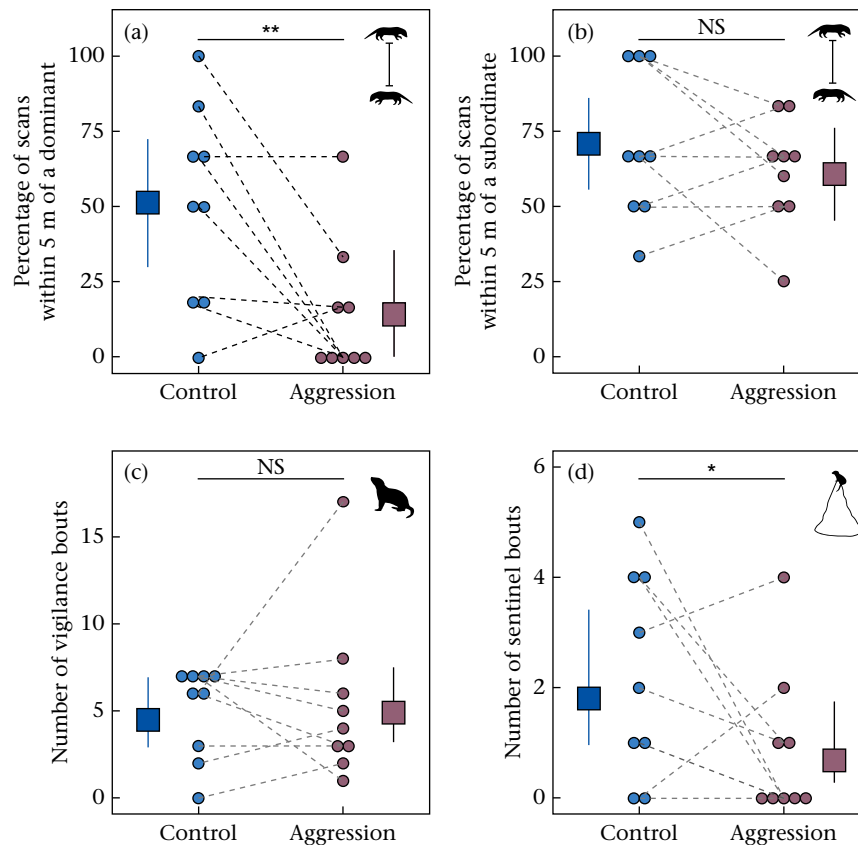 (a)
**
Percentage of scans
within 5 m of a dominant
100
75
50
25
0
Control
Aggression
(b)
NS
Percentage of scans
within 5 m of a subordinate
100
75
50
25
0
Control
Aggression
(c)
NS
Number of vigilance bouts
15
10
5
0
Control
Aggression
(d)
*
Number of sentinel bouts
6
4
2
0
Control
Aggression